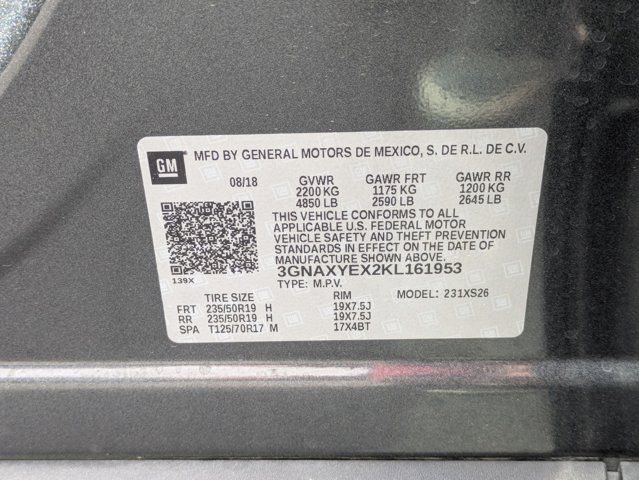 GM
MFD BY GENERAL MOTORS DE MEXICO, S. DE R.L. DE C.V.
08/18 GVWR GAWR FRT GAWR RR
2200 KG 1175 KG 1200 KG
4850 LB 2590 LB 2645 LB
THIS VEHICLE CONFORMS TO ALL
APPLICABLE U.S. FEDERAL MOTOR
VEHICLE SAFETY AND THEFT PREVENTION
STANDARDS IN EFFECT ON THE DATE OF
MANUFACTURE SHOWN ABOVE.
3GNAXYEX2KL161953
139X
TYPE: M.P.V.
MODEL: 231XS26
TIRE SIZE RIM
FRT 235/50R19 H 19X7.5J
RR 235/50R19 H 19X7.5J
SPA T125/70R17 M 17X4BT